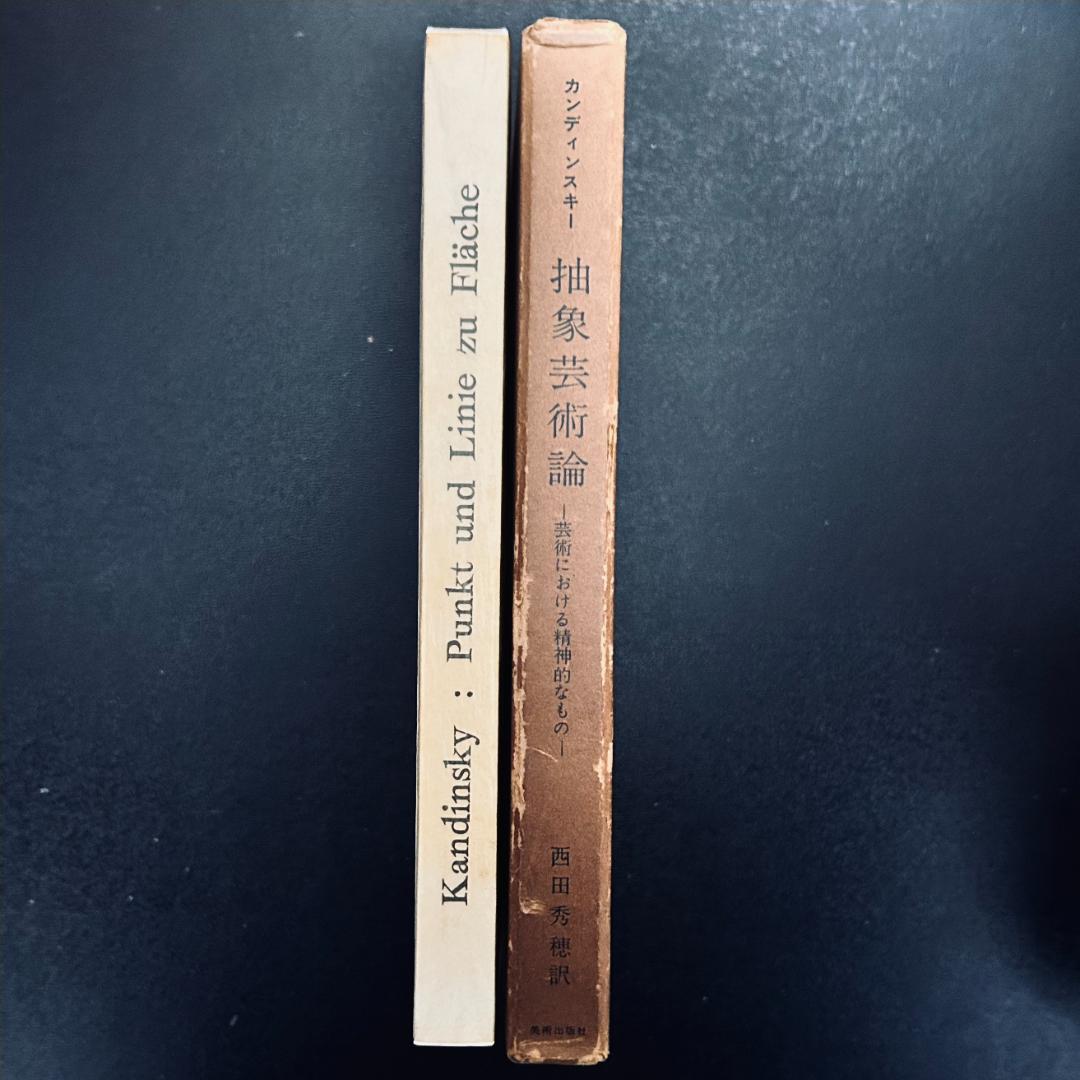 Kandinsky : Punkt und Linie zu Fläche
カンディンスキー 抽象芸術論 ―芸術における精神的なもの― 西田秀穂訳
美術出版社